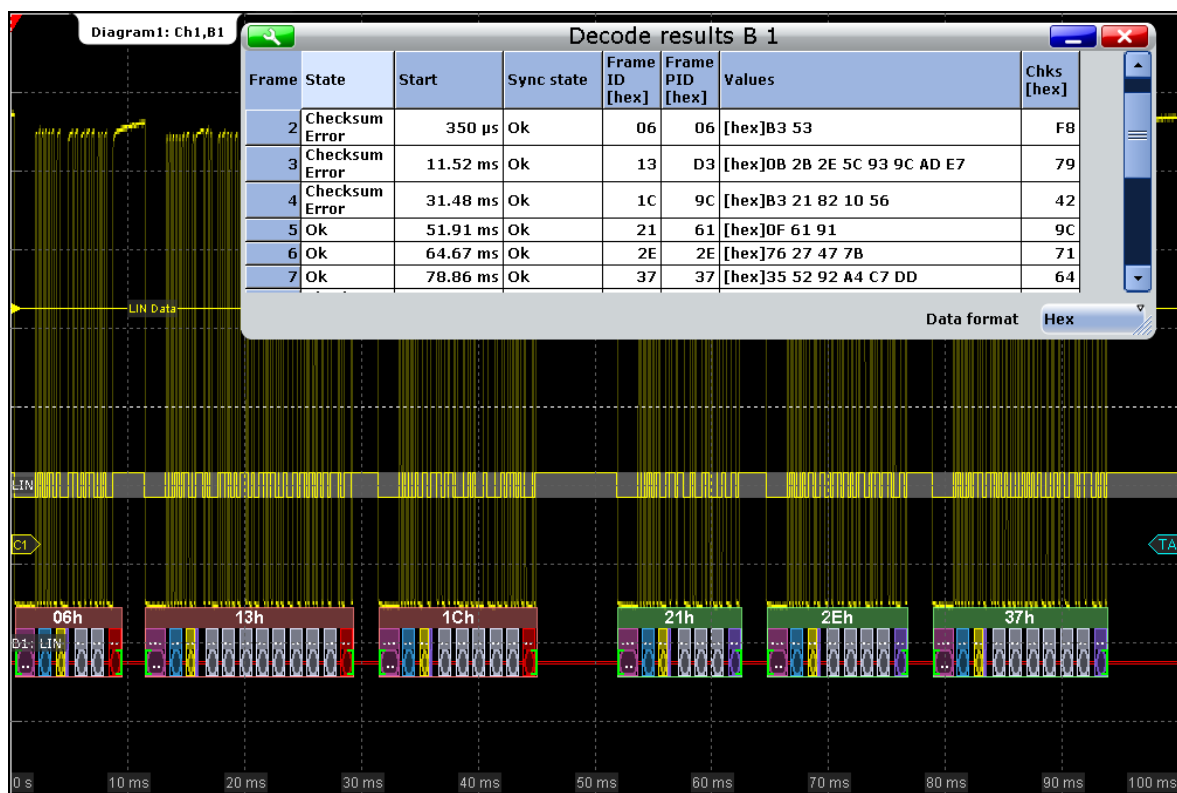 Diagram1: Ch1,B1
Decode results B 1
Frame State Start Sync state Frame ID [hex] Frame PID [hex] Values Chks [hex]
2 Checksum Error 350 µs Ok 06 06 [hex]B3 53 F8
3 Checksum Error 11.52 ms Ok 13 D3 [hex]0B 2B 2E 5C 93 9C AD E7 79
4 Checksum Error 31.48 ms Ok 1C 9C [hex]B3 21 82 10 56 42
5 Ok 51.91 ms Ok 21 61 [hex]0F 61 91 9C
6 Ok 64.67 ms Ok 2E 2E [hex]76 27 47 7B 71
7 Ok 78.86 ms Ok 37 37 [hex]35 52 92 A4 C7 DD 64
Data format Hex
LIN Data
LIN
C1
TA
06h 13h 1Ch 21h 2Eh 37h
LIN
0 s 10 ms 20 ms 30 ms 40 ms 50 ms 60 ms 70 ms 80 ms 90 ms 100 ms